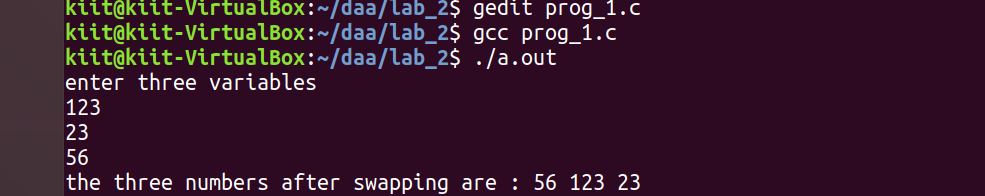 kiit@kiit-VirtualBox:~/daa/lab_2$ gedit prog_1.c
kiit@kiit-VirtualBox:~/daa/lab_2$ gcc prog_1.c
kiit@kiit-VirtualBox:~/daa/lab_2$ ./a.out
enter three variables
123
23
56
the three numbers after swapping are : 56 123 23